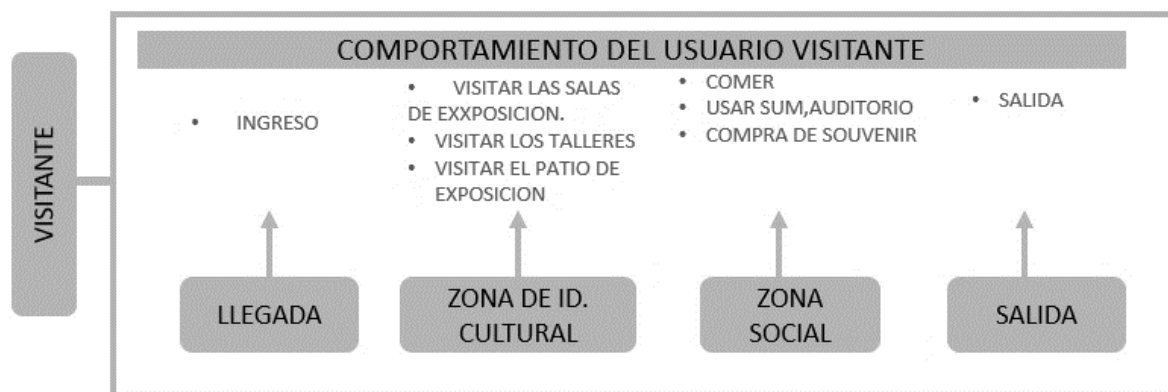 COMPORTAMIENTO DEL USUARIO VISITANTE
VISITANTE
• INGRESO
• VISITAR LAS SALAS
DE EXXPOSICION.
• VISITAR LOS TALLERES
• VISITAR EL PATIO DE
EXPOSICION
• COMER
• USAR SUM,AUDITORIO
• COMPRA DE SOUVENIR
• SALIDA
LLEGADA
ZONA DE ID.
CULTURAL
ZONA
SOCIAL
SALIDA